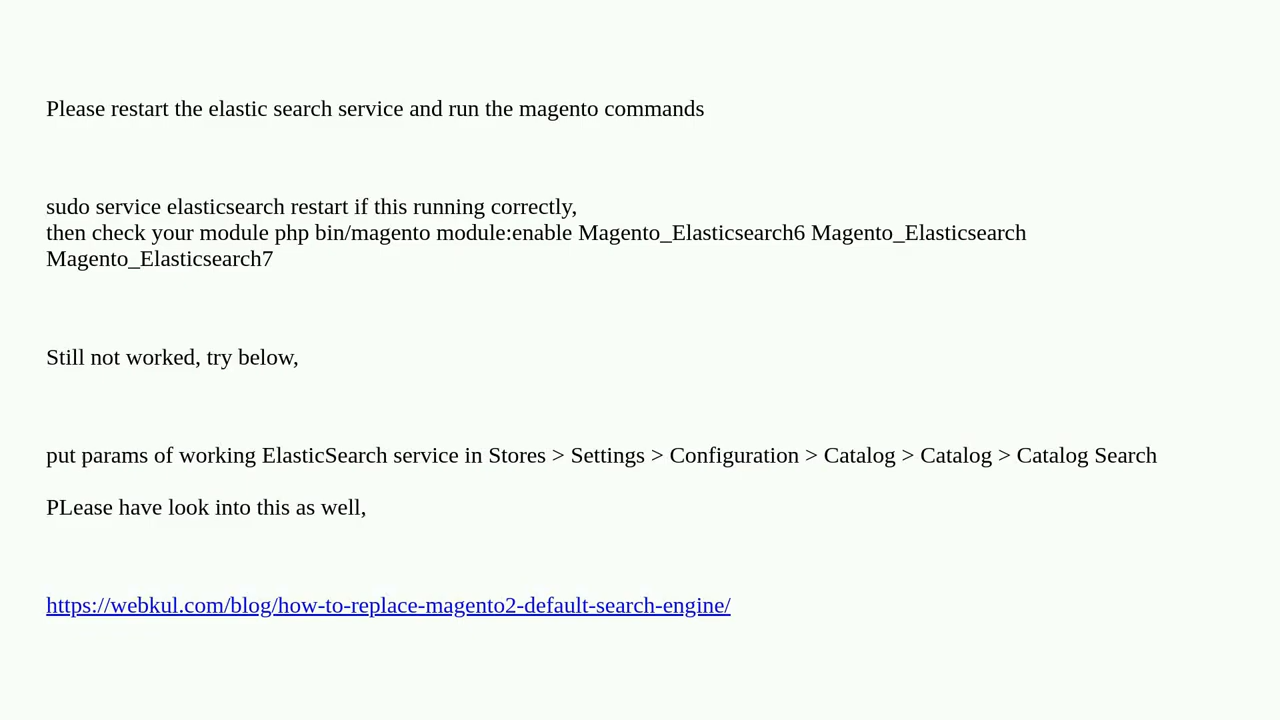 Please restart the elastic search service and run the magento commands
sudo service elasticsearch restart if this running correctly,
then check your module php bin/magento module:enable Magento_Elasticsearch6 Magento_Elasticsearch
Magento_Elasticsearch7
Still not worked, try below,
put params of working ElasticSearch service in Stores > Settings > Configuration > Catalog > Catalog > Catalog Search
PLease have look into this as well,
https://webkul.com/blog/how-to-replace-magento2-default-search-engine/